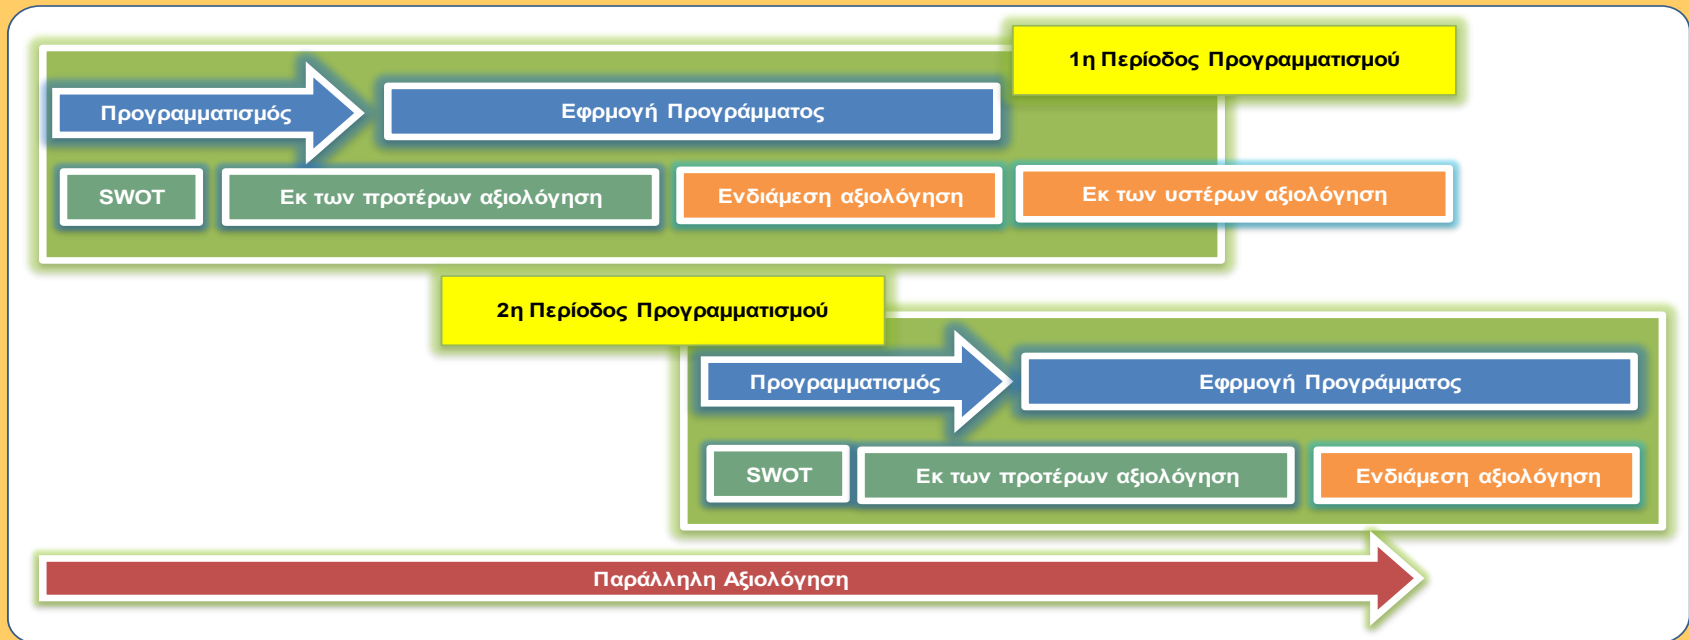 1η Περίοδος Προγραμματισμού
Προγραμματισμός
Εφρμογή Προγράμματος
SWOT
Εκ των προτέρων αξιολόγηση
Ενδιάμεση αξιολόγηση
Εκ των υστέρων αξιολόγηση
2η Περίοδος Προγραμματισμού
Προγραμματισμός
Εφρμογή Προγράμματος
SWOT
Εκ των προτέρων αξιολόγηση
Ενδιάμεση αξιολόγηση
Παράλληλη Αξιολόγηση